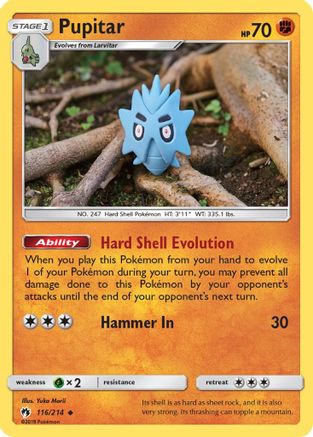 STAGE 1
Pupitar
HP 70
Evolves from Larvitar
NO. 247 Hard Shell Pokémon HT: 3'11" WT: 335.1 lbs.
Ability Hard Shell Evolution
When you play this Pokémon from your hand to evolve
1 of your Pokémon during your turn, you may prevent all
damage done to this Pokémon by your opponent's
attacks until the end of your opponent's next turn.
Hammer In 30
weakness × 2 resistance retreat
Illus. Yuka Morii
116/214
©2019 Pokémon
Its shell is as hard as sheet rock, and it is also
very strong. Its thrashing can topple a mountain.